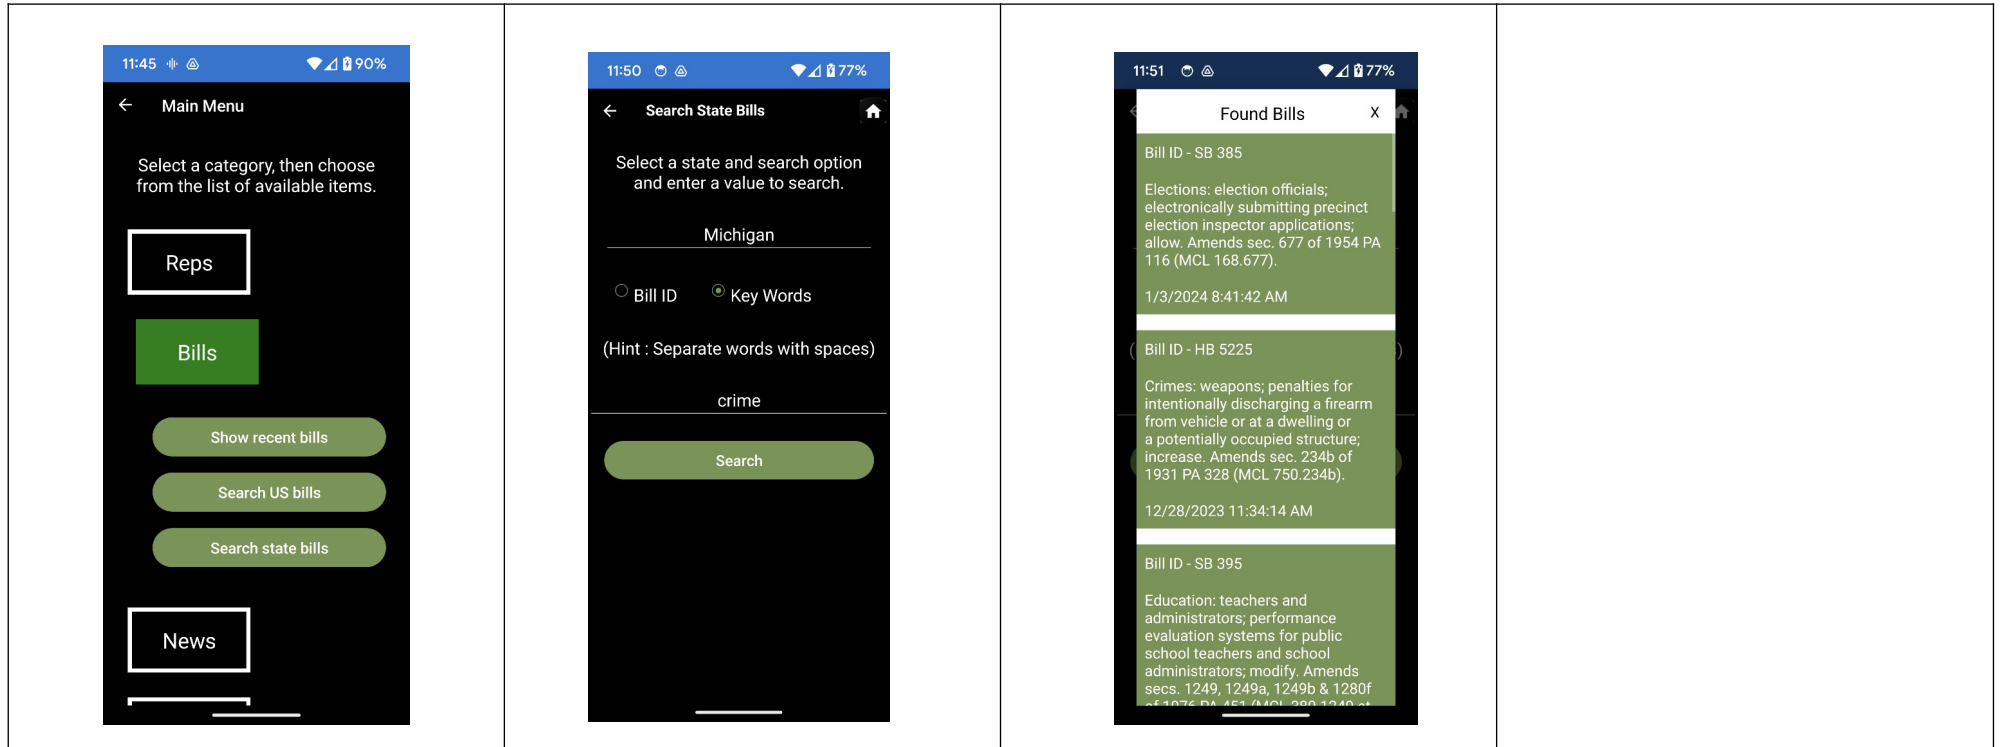 11:45 90%
Main Menu
Select a category, then choose
from the list of available items.
Reps
Bills
Show recent bills
Search US bills
Search state bills
News
11:50 77%
Search State Bills
Select a state and search option
and enter a value to search.
Michigan
Bill ID Key Words
(Hint : Separate words with spaces)
crime
Search
11:51 77%
Found Bills X
Bill ID - SB 385
Elections: election officials;
electronically submitting precinct
election inspector applications;
allow. Amends sec. 677 of 1954 PA
116 (MCL 168.677).
1/3/2024 8:41:42 AM
( )
Bill ID - HB 5225
Crimes: weapons; penalties for
intentionally discharging a firearm
from vehicle or at a dwelling or
a potentially occupied structure;
increase. Amends sec. 234b of
1931 PA 328 (MCL 750.234b).
12/28/2023 11:34:14 AM
Bill ID - SB 395
Education: teachers and
administrators; performance
evaluation systems for public
school teachers and school
administrators; modify. Amends
secs. 1249, 1249a, 1249b & 1280f
of 1976 PA 451 (MCL 380.1249 et